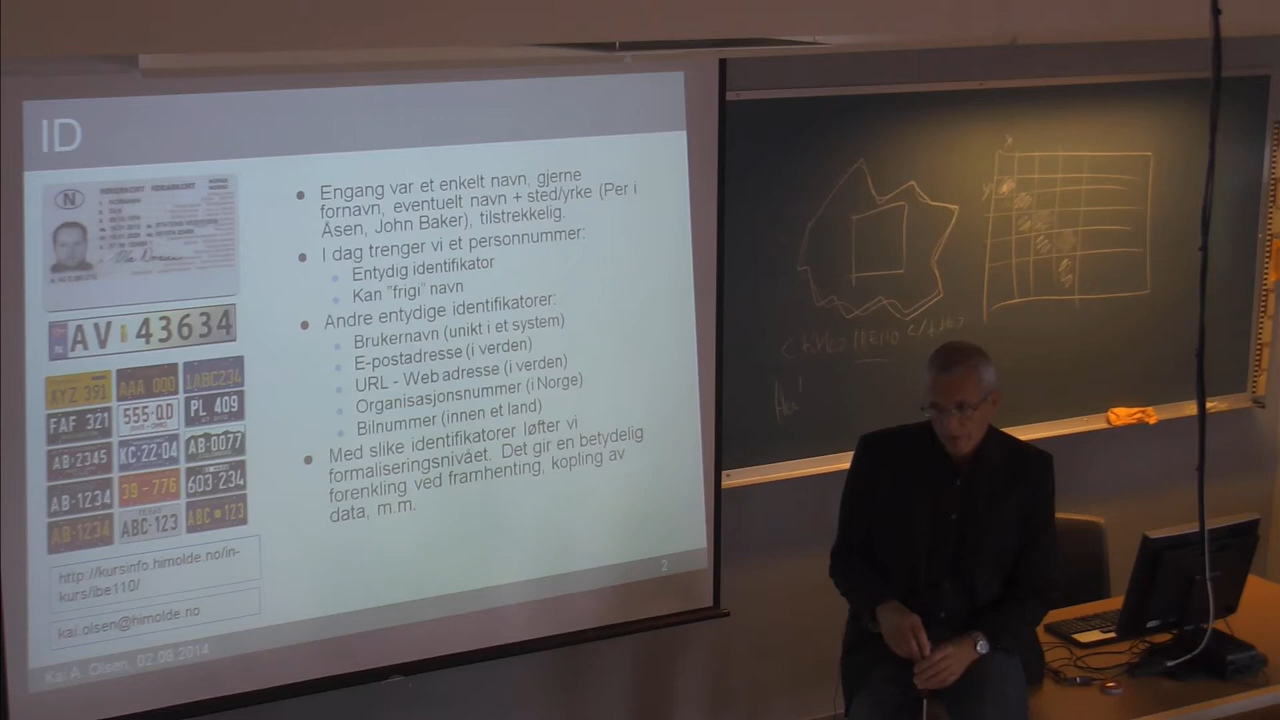 ID
N
Engang var et enkelt navn, gjerne
fornavn, eventuelt navn + sted/yrke (Per i
Åsen, John Baker), tilstrekkelig.
I dag trenger vi et personnummer:
Entydig identifikator
Kan "frigi" navn
Andre entydige identifikatorer:
Brukernavn (unikt i et system)
E-postadresse (i verden)
URL - Web adresse (i verden)
Organisasjonsnummer (i Norge)
Bilnummer (innen et land)
Med slike identifikatorer løfter vi
formaliseringsnivået. Det gir en betydelig
forenkling ved framhenting, kopling av
data, m.m.
AV 43634
XYZ 391
AAA 000
1ABC234
FAF 321
555-0D
PL 409
AB-2345
KC-22-04
AB-0077
AB-1234
39-776
603-234
AB-1234
ABC-123
ABC 123
http://kursinfo.himolde.no/in-
kurs/ibe110/
kai.olsen@himolde.no
Kai A. Olsen, 02.09.2014
2
x
y